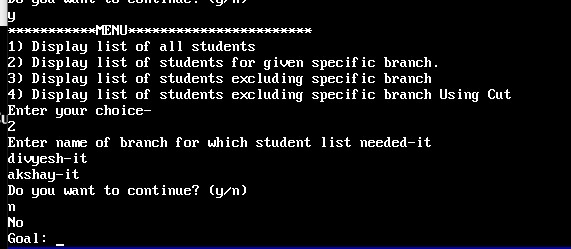 Do you want to continue? (y/n)
y
***********MENU************************
1) Display list of all students
2) Display list of students for given specific branch.
3) Display list of students excluding specific branch
4) Display list of students excluding specific branch Using Cut
Enter your choice-
2
Enter name of branch for which student list needed-it
divyesh-it
akshay-it
Do you want to continue? (y/n)
n
No
Goal: _